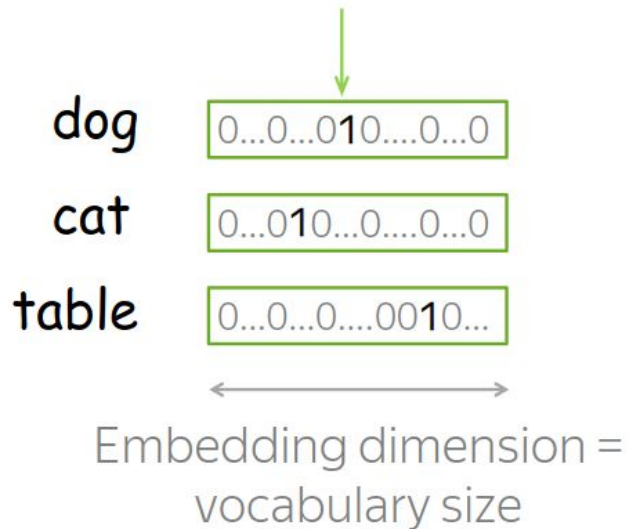 dog 0...0...010....0...0
cat 0...010...0....0...0
table 0...0...0....0010...
Embedding dimension =
vocabulary size